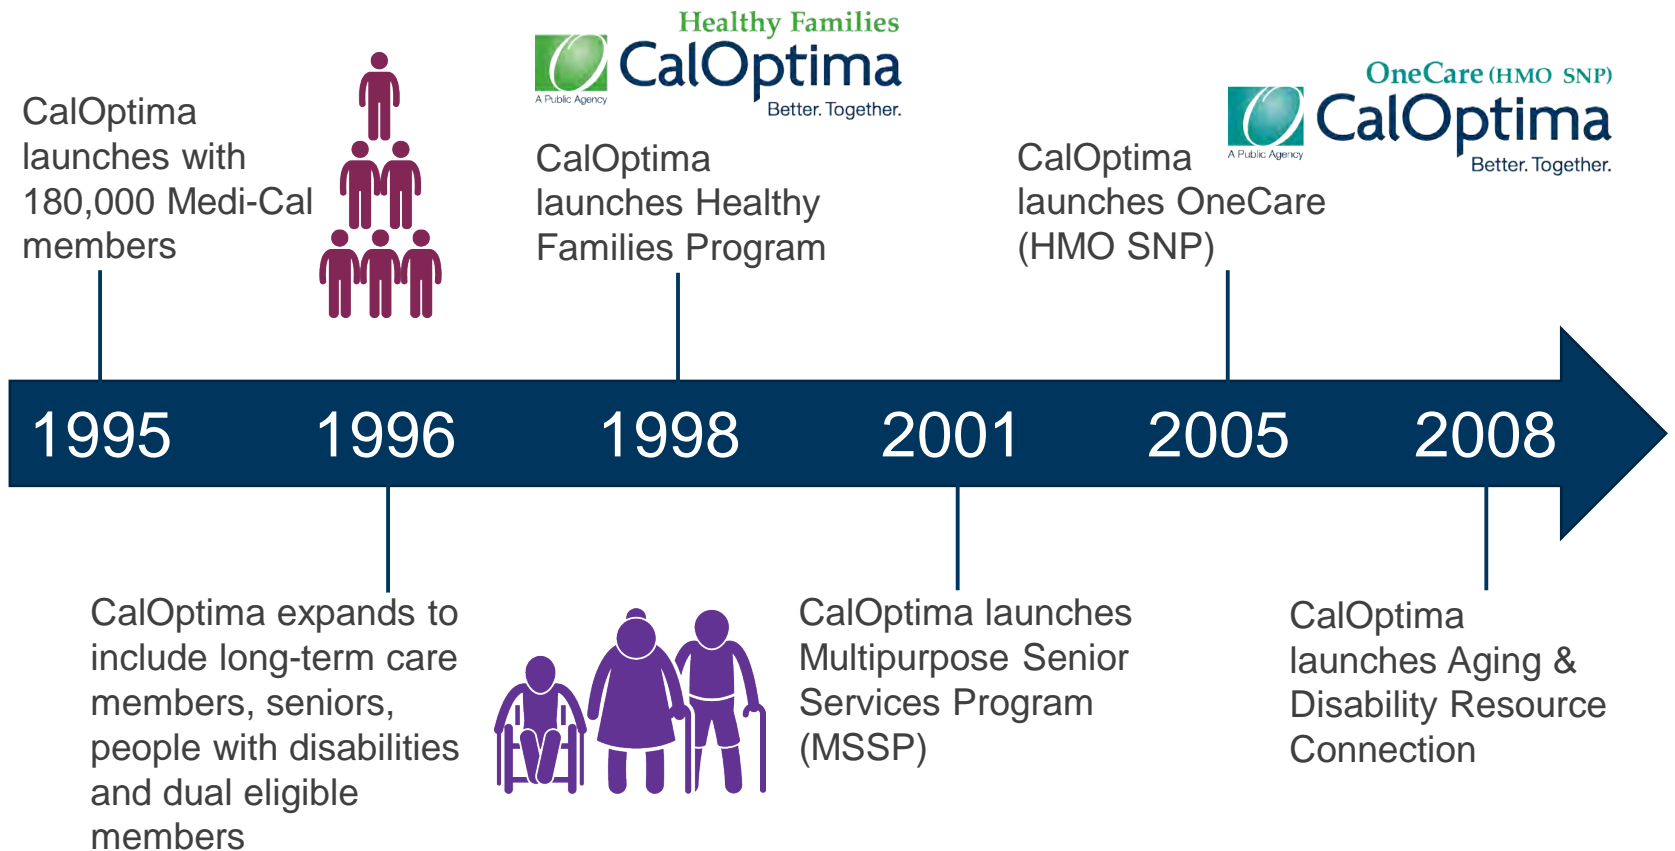 Healthy Families
CalOptima
A Public Agency
Better. Together.
OneCare (HMO SNP)
CalOptima
A Public Agency
Better. Together.
CalOptima
launches with
180,000 Medi-Cal
members
CalOptima
launches Healthy
Families Program
CalOptima
launches OneCare
(HMO SNP)
1995
1996
1998
2001
2005
2008
CalOptima expands to
include long-term care
members, seniors,
people with disabilities
and dual eligible
members
CalOptima launches
Multipurpose Senior
Services Program
(MSSP)
CalOptima
launches Aging &
Disability Resource
Connection